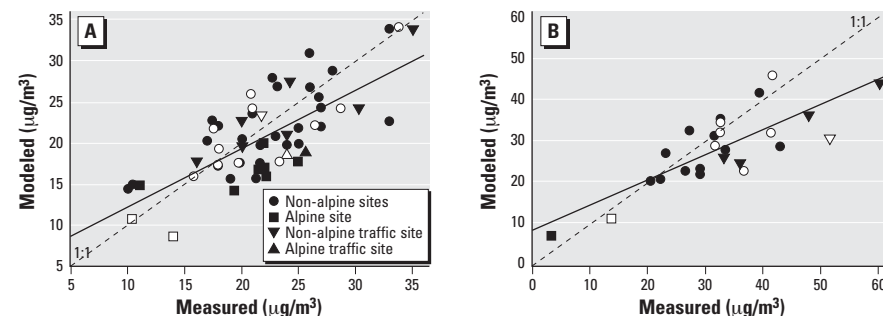 A
Modeled (µg/m³)
35
30
25
20
15
10
5
1:1
Non-alpine sites
Alpine site
Non-alpine traffic site
Alpine traffic site
5 10 15 20 25 30 35
Measured (µg/m³)
B
Modeled (µg/m³)
60
50
40
30
20
10
0
1:1
0 10 20 30 40 50 60
Measured (µg/m³)